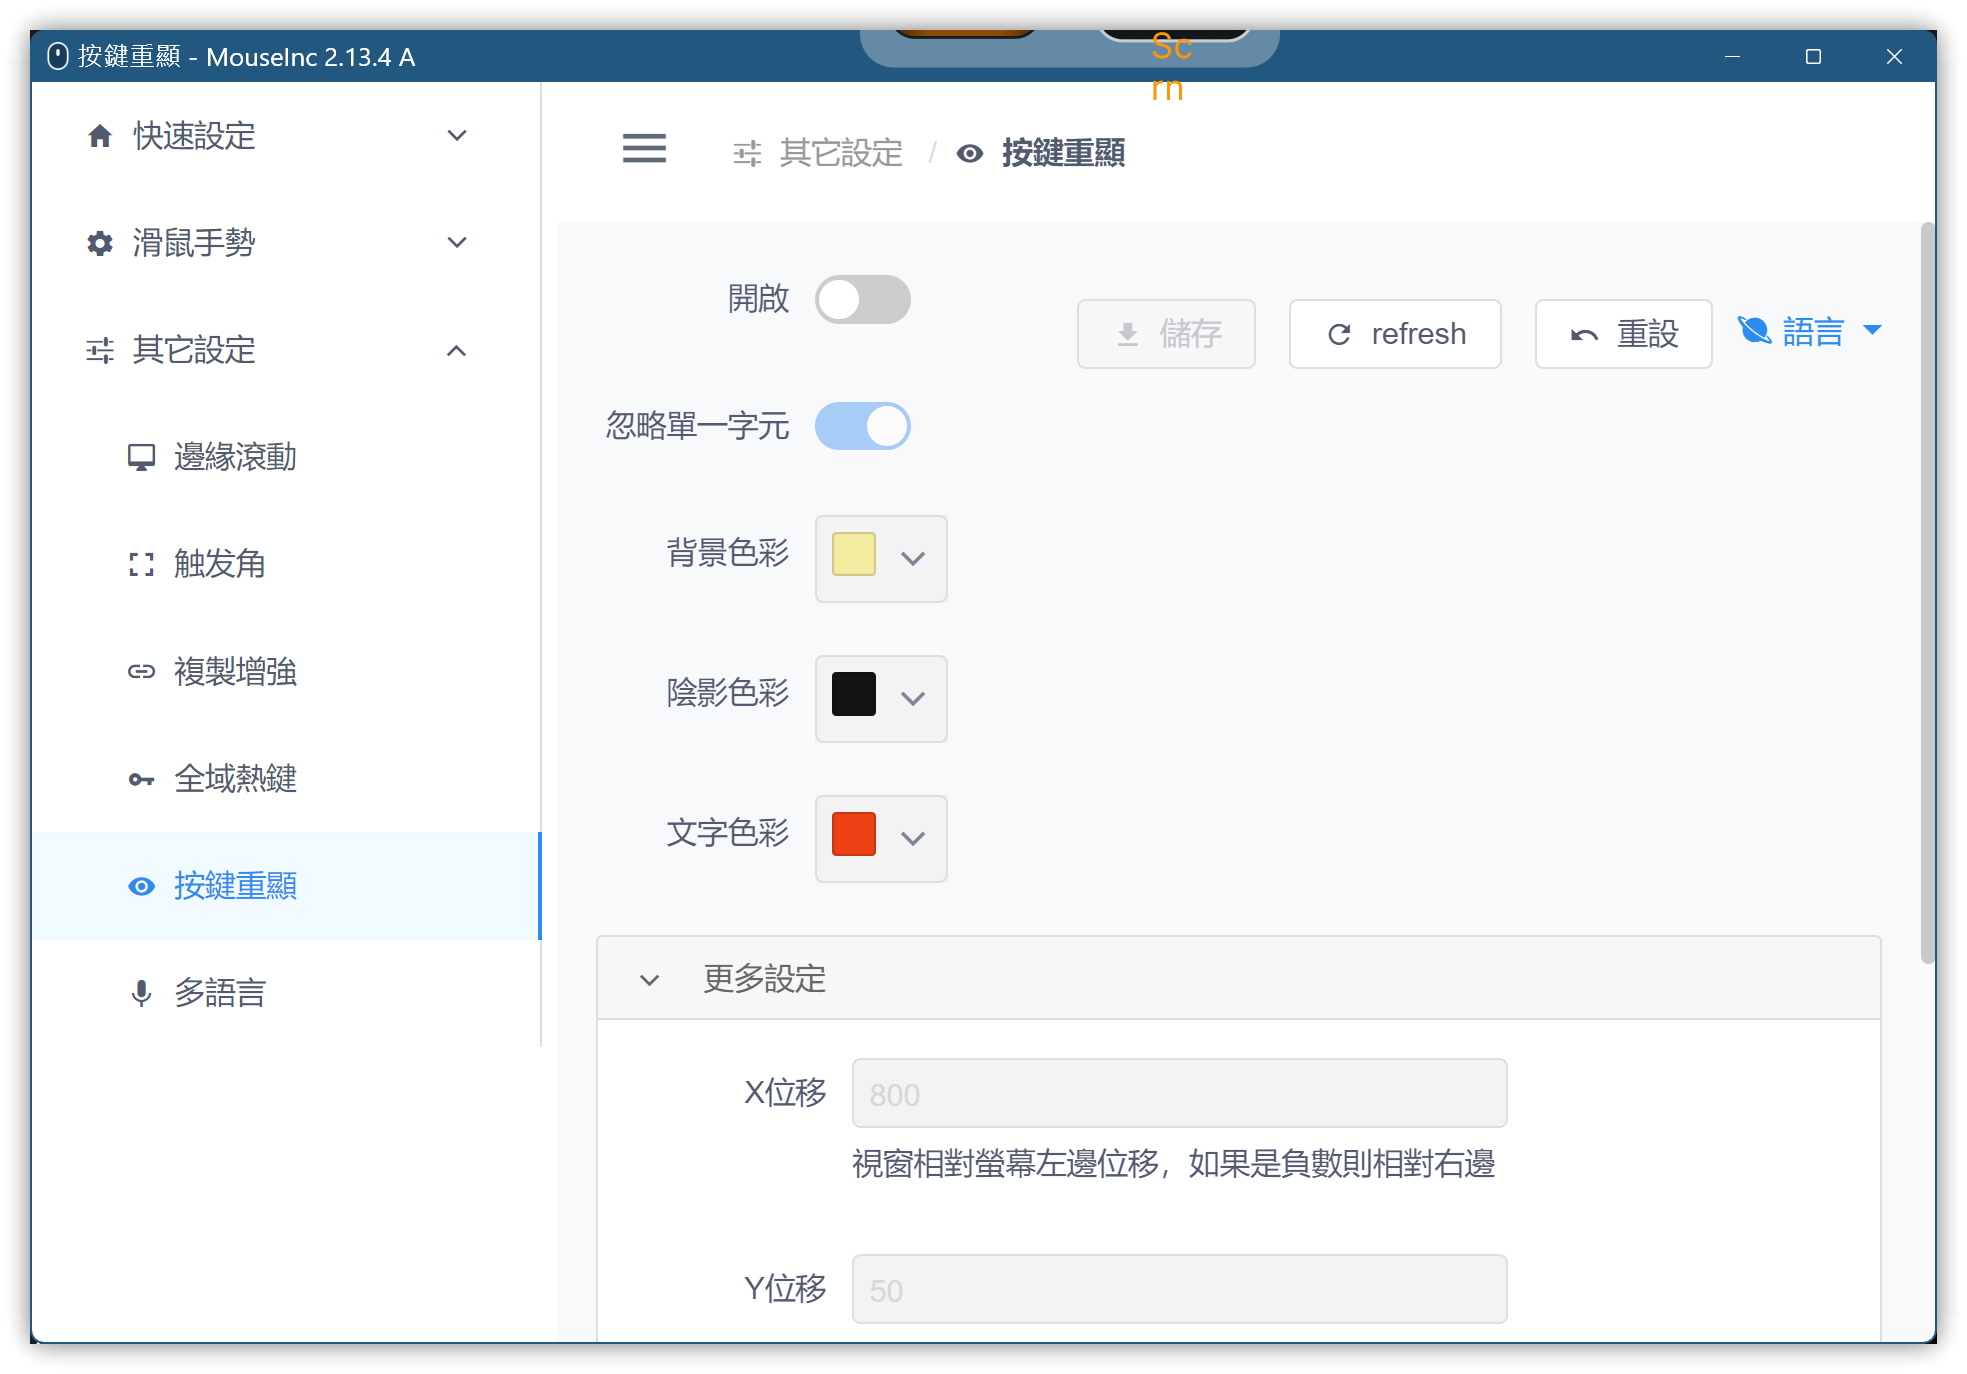 按鍵重顯 - MouseInc 2.13.4 A
Sc
rn
快速設定
滑鼠手勢
其它設定
邊緣滾動
触发角
複製增強
全域熱鍵
按鍵重顯
多語言
其它設定 / 按鍵重顯
開啟
儲存
refresh
重設
語言
忽略單一字元
背景色彩
陰影色彩
文字色彩
更多設定
X位移
800
視窗相對螢幕左邊位移，如果是負數則相對右邊
Y位移
50